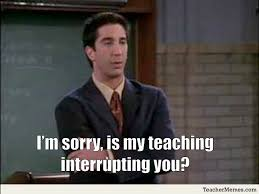 I'm sorry, is my teaching
interrupting you?
TeacherMemes.com